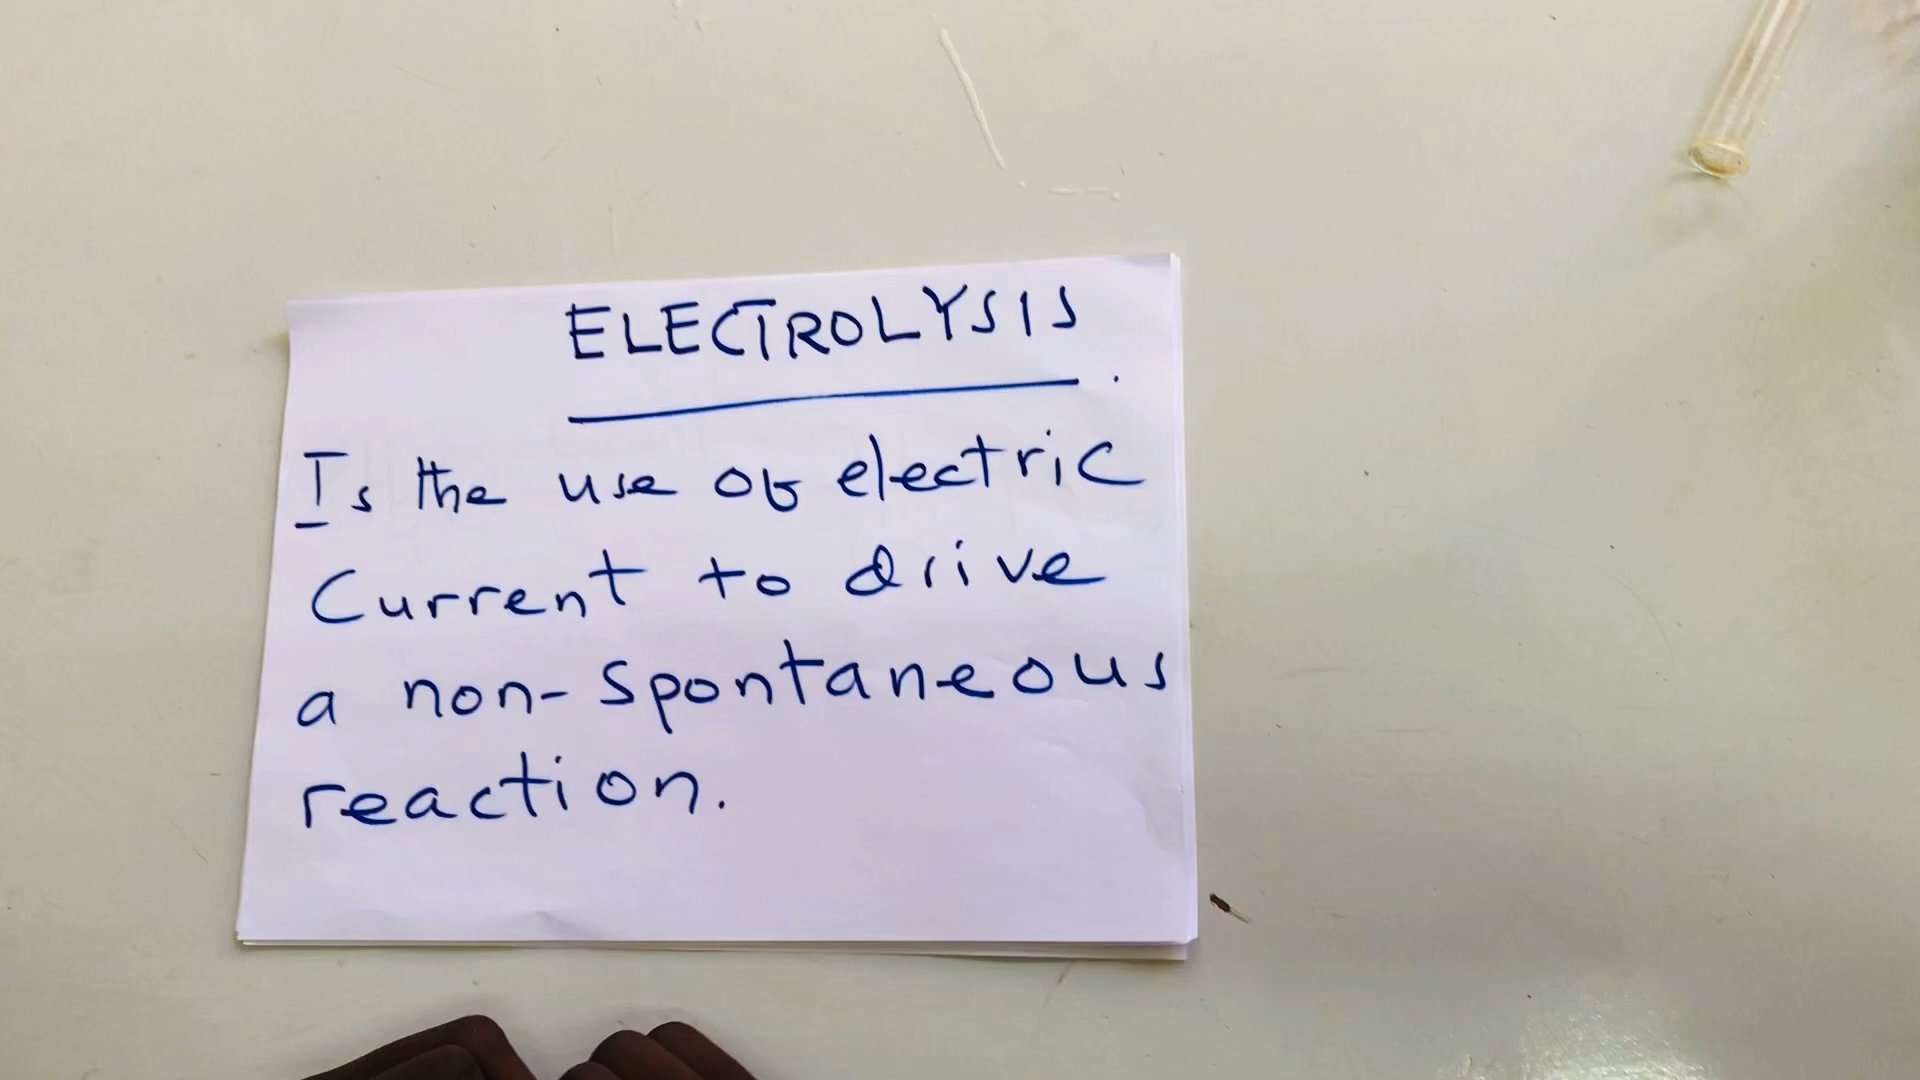 ELECTROLYSIS.
Is the use of electric
Current to drive
a non-spontaneous
reaction.